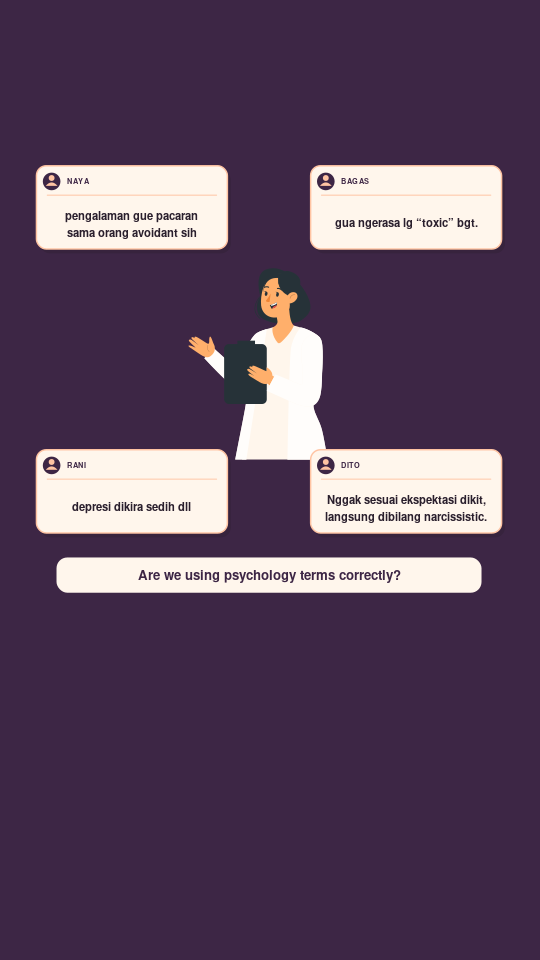 NAYA
pengalaman gue pacaran
sama orang avoidant sih
BAGAS
gua ngerasa lg “toxic” bgt.
RANI
depresi dikira sedih dll
DITO
Nggak sesuai ekspektasi dikit,
langsung dibilang narcissistic.
Are we using psychology terms correctly?